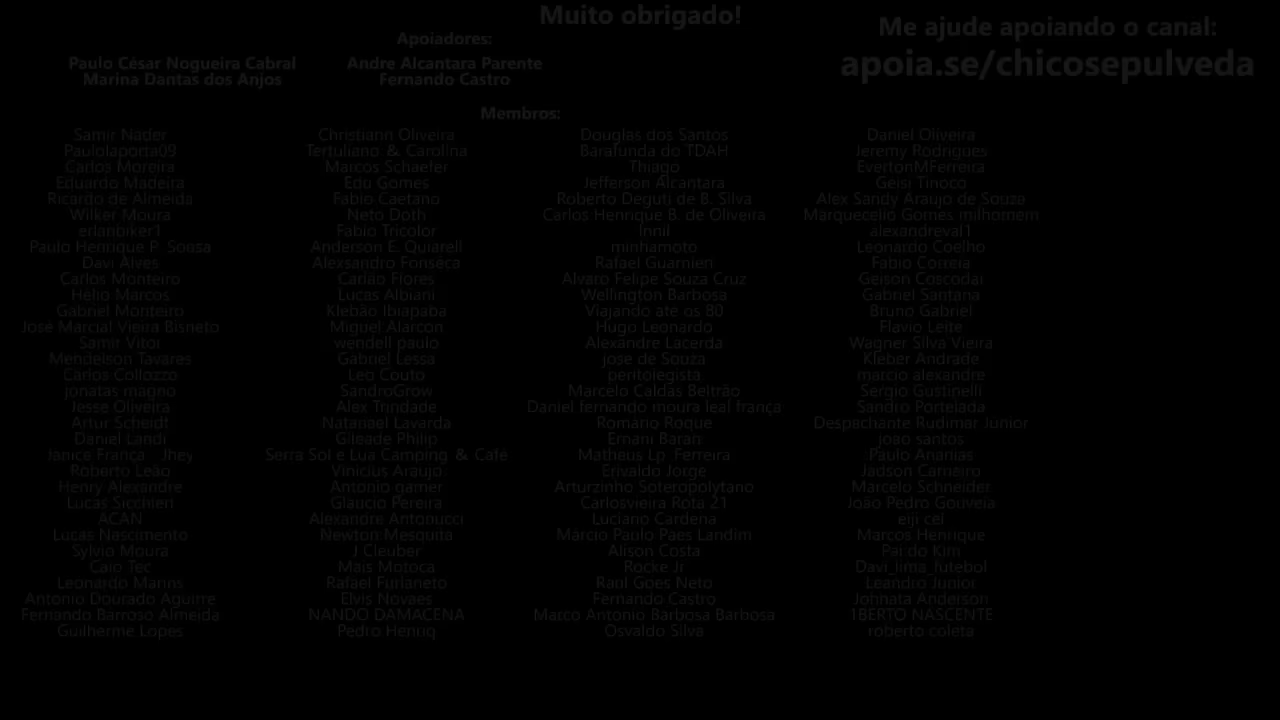 Muito obrigado!
Me ajude apoiando o canal:
apoia.se/chicosepulveda
Apoiadores:
Paulo César Nogueira Cabral
Marina Dantas dos Anjos
Andre Alcantara Parente
Fernando Castro
Membros:
Samir Nader
Paulolaporta09
Carlos Moreira
Eduardo Madeira
Ricardo de Almeida
Wilker Moura
erlanbiker1
Paulo Henrique P. Sousa
Davi Alves
Carlos Monteiro
Hélio Marcos
Gabriel Monteiro
Jose Marcial Vieira Bisneto
Samir Vitor
Mendelson Tavares
Carlos Collozzo
jonatas magno
Jesse Oliveira
Artur Scheidt
Daniel Landi
Janice França _Jhey
Roberto Leão
Henry Alexandre
Lucas Sicchieri
ACAN
Lucas Nascimento
Sylvio Moura
Caio Tec
Leonardo Marins
Antonio Dourado Aguirre
Fernando Barroso Almeida
Guilherme Lopes
Christiann Oliveira
Tertuliano & Carolina
Marcos Schaefer
Edu Gomes
Fabio Caetano
Neto Doth
Fabio Tricolor
Anderson E. Quiarell
Alexsandro Fonsêca
Carlão Flores
Lucas Albiani
Klebão Ibiapaba
Miguel Alarcon
wendell paulo
Gabriel Lessa
Leo Couto
SandroGrow
Alex Trindade
Natanael Lavarda
Gileade Philip
Serra Sol e Lua Camping & Café
Vinicius Araujo
Antonio gamer
Glaucio Pereira
Alexandre Antonucci
Newton Mesquita
J Cleuber
Mais Motoca
Rafael Furlaneto
Elvis Novaes
NANDO DAMACENA
Pedro Henriq
Douglas dos Santos
Barafunda do TDAH
Thiago
Jefferson Alcantara
Roberto Deguti de B. Silva
Carlos Henrique B. de Oliveira
Innil
minhamoto
Rafael Guarnieri
Alvaro Felipe Souza Cruz
Wellington Barbosa
Viajando ate os 80
Hugo Leonardo
Alexandre Lacerda
jose de Souza
peritolegista
Marcelo Caldas Beltrão
Daniel fernando moura leal frança
Romario Roque
Ernani Baran
Matheus Lp. Ferreira
Erivaldo Jorge
Arturzinho Soteropolytano
Carlosvieira Rota 21
Luciano Cardena
Marcio Paulo Paes Landim
Alison Costa
Rocke Jr
Raul Goes Neto
Fernando Castro
Marco Antonio Barbosa Barbosa
Osvaldo Silva
Daniel Oliveira
Jeremy Rodrigues
EvertonMFerreira
Geisi Tinoco
Alex Sandy Araujo de Souza
Marquecelio Gomes milhomem
alexandreval1
Leonardo Coelho
Fabio Correia
Geison Coscodai
Gabriel Santana
Bruno Gabriel
Flavio Leite
Wagner Silva Vieira
Kleber Andrade
marcio alexandre
Sergio Gustinelli
Sandro Portelada
Despachante Rudimar Junior
joao santos
Paulo Ananias
Jadson Carneiro
Marcelo Schneider
João Pedro Gouveia
eiji cei
Marcos Henrique
Pai do Kim
Davi_lima_futebol
Leandro Junior
Johnata Anderson
1BERTO NASCENTE
roberto coleta